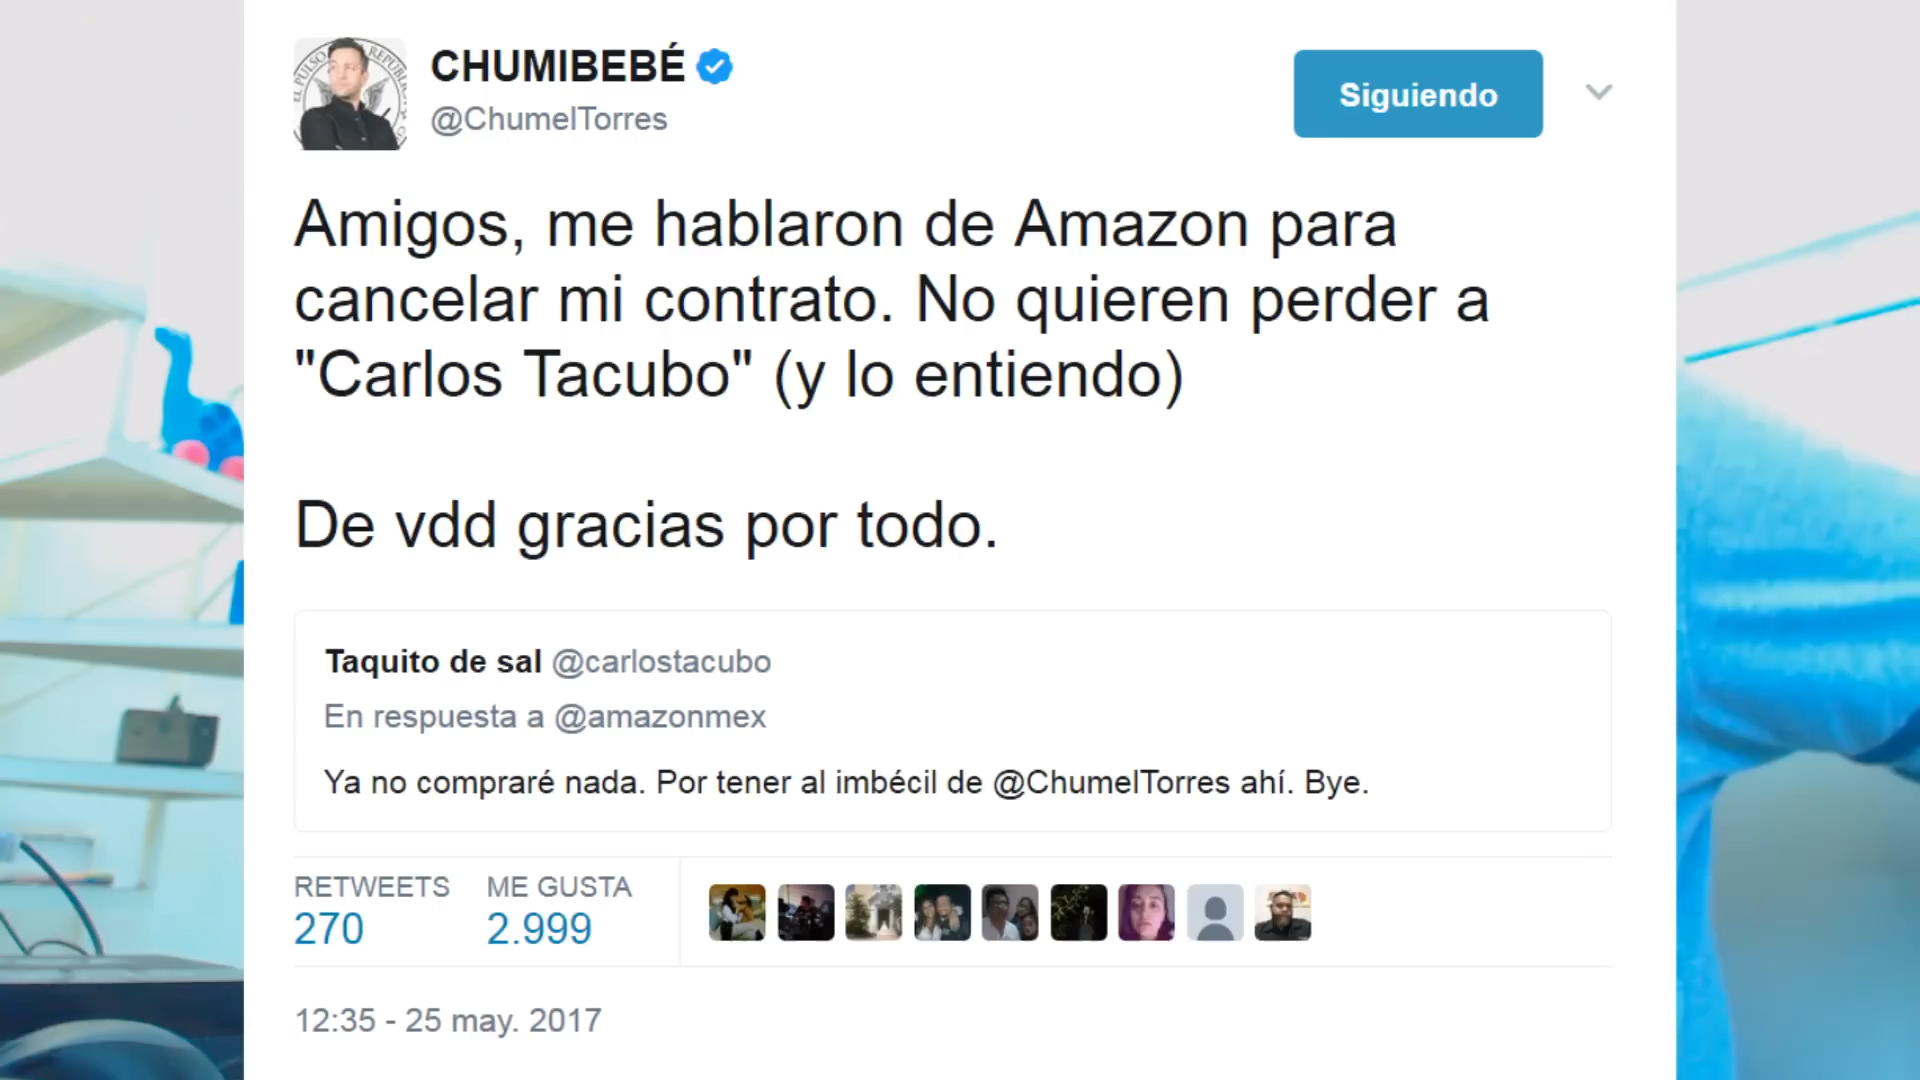 CHUMIBEBÉ
@ChumelTorres
Siguiendo
Amigos, me hablaron de Amazon para
cancelar mi contrato. No quieren perder a
"Carlos Tacubo" (y lo entiendo)
De vdd gracias por todo.
Taquito de sal @carlostacubo
En respuesta a @amazonmex
Ya no compraré nada. Por tener al imbécil de @ChumelTorres ahí. Bye.
RETWEETS ME GUSTA
270 2.999
12:35 - 25 may. 2017